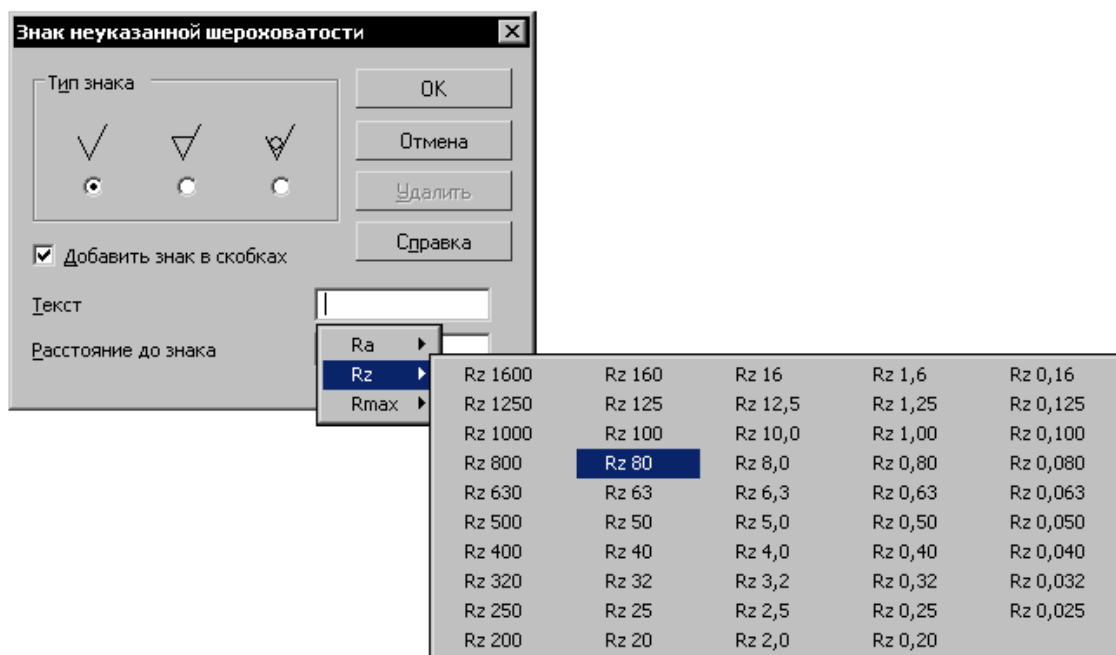 Знак неуказанной шероховатости
Тип знака
OK
Отмена
Удалить
Справка
Добавить знак в скобках
Текст
Расстояние до знака
Ra
Rz
Rmax
Rz 1600 Rz 160 Rz 16 Rz 1,6 Rz 0,16
Rz 1250 Rz 125 Rz 12,5 Rz 1,25 Rz 0,125
Rz 1000 Rz 100 Rz 10,0 Rz 1,00 Rz 0,100
Rz 800 Rz 80 Rz 8,0 Rz 0,80 Rz 0,080
Rz 630 Rz 63 Rz 6,3 Rz 0,63 Rz 0,063
Rz 500 Rz 50 Rz 5,0 Rz 0,50 Rz 0,050
Rz 400 Rz 40 Rz 4,0 Rz 0,40 Rz 0,040
Rz 320 Rz 32 Rz 3,2 Rz 0,32 Rz 0,032
Rz 250 Rz 25 Rz 2,5 Rz 0,25 Rz 0,025
Rz 200 Rz 20 Rz 2,0 Rz 0,20